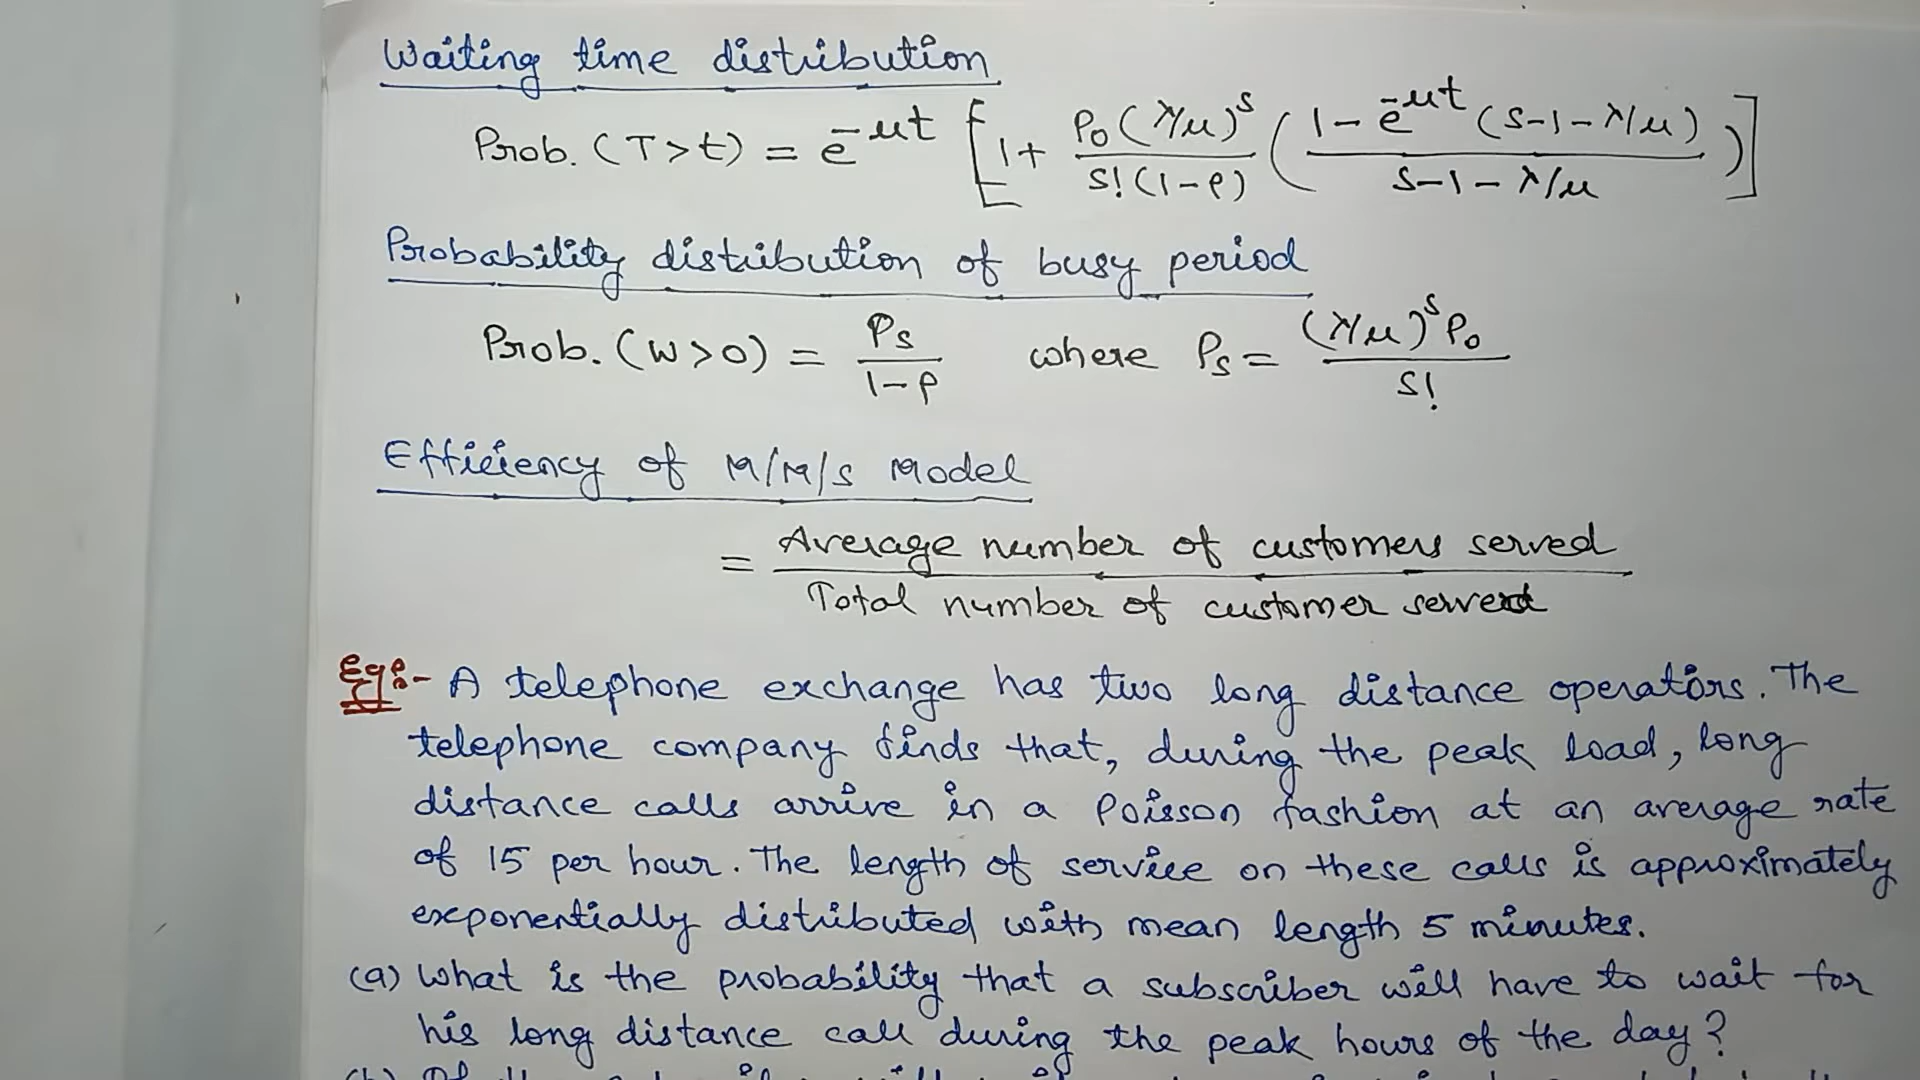 Waiting time distribution
Prob. (T>t) = e^-μt [1 + P0(λ/μ)^s / s!(1-ρ) (1 - e^-μt (s-1-λ/μ) / s-1-λ/μ)]
Probability distribution of busy period
Prob. (W>0) = Ps / 1-ρ where Ps = (λ/μ)^s P0 / s!
Efficiency of M/M/S Model
= Average number of customers served / Total number of customer served
Eg:- A telephone exchange has two long distance operators. The
telephone company finds that, during the peak load, long
distance calls arrive in a Poisson fashion at an average rate
of 15 per hour. The length of service on these calls is approximately
exponentially distributed with mean length 5 minutes.
(a) What is the probability that a subscriber will have to wait for
his long distance call during the peak hours of the day?